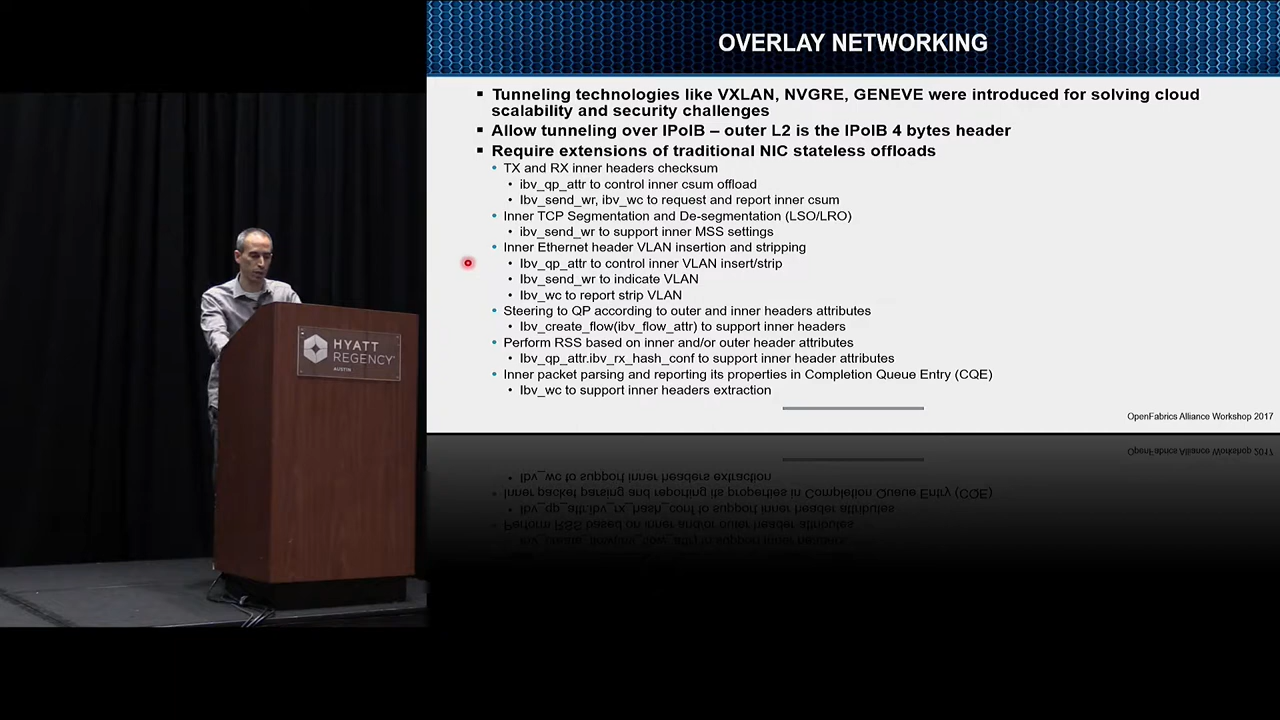 OVERLAY NETWORKING
▪ Tunneling technologies like VXLAN, NVGRE, GENEVE were introduced for solving cloud
scalability and security challenges
▪ Allow tunneling over IPoIB – outer L2 is the IPoIB 4 bytes header
▪ Require extensions of traditional NIC stateless offloads
• TX and RX inner headers checksum
• ibv_qp_attr to control inner csum offload
• Ibv_send_wr, ibv_wc to request and report inner csum
• Inner TCP Segmentation and De-segmentation (LSO/LRO)
• ibv_send_wr to support inner MSS settings
• Inner Ethernet header VLAN insertion and stripping
• Ibv_qp_attr to control inner VLAN insert/strip
• Ibv_send_wr to indicate VLAN
• Ibv_wc to report strip VLAN
• Steering to QP according to outer and inner headers attributes
• Ibv_create_flow(ibv_flow_attr) to support inner headers
• Perform RSS based on inner and/or outer header attributes
• Ibv_qp_attr.ibv_rx_hash_conf to support inner header attributes
• Inner packet parsing and reporting its properties in Completion Queue Entry (CQE)
• Ibv_wc to support inner headers extraction
OpenFabrics Alliance Workshop 2017
HYATT
REGENCY
AUSTIN